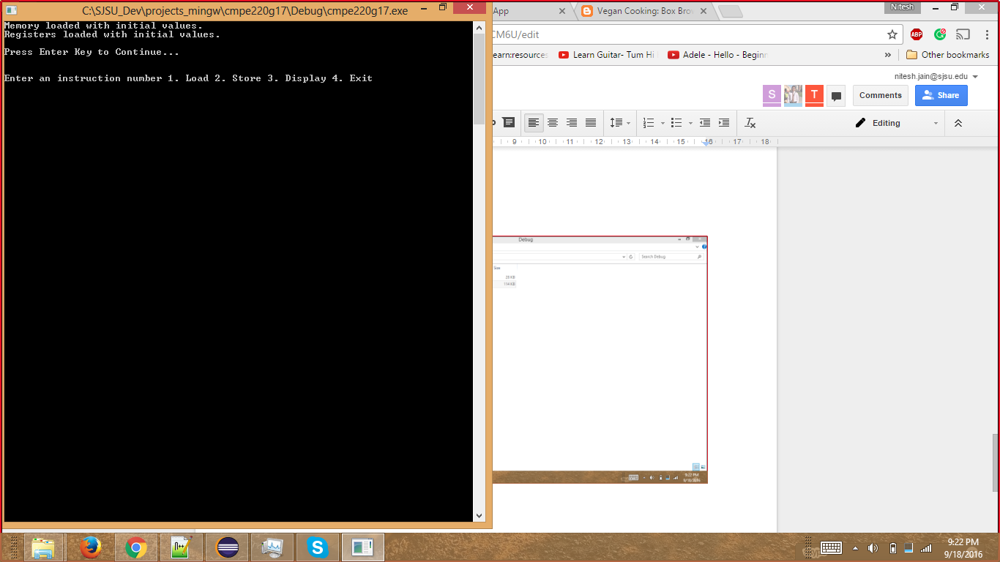 C:\SJSU_Dev\projects_mingw\cmpe220g17\Debug\cmpe220g17.exe
Memory loaded with initial values.
Registers loaded with initial values.
Press Enter Key to Continue...
Enter an instruction number 1. Load 2. Store 3. Display 4. Exit
App
Vegan Cooking: Box Bro
Nitesh
CM6U/edit
ABP
earn:resources
Learn Guitar- Tum Hi
Adele - Hello - Beginn
»
Other bookmarks
nitesh.jain@sjsu.edu
S T Comments Share
Editing
9 10 11 12 13 14 15 16 17 18
Debug
Search Debug
Size
28 KB
114 KB
9:22 PM
9/18/2016
N++
S
9:22 PM
9/18/2016